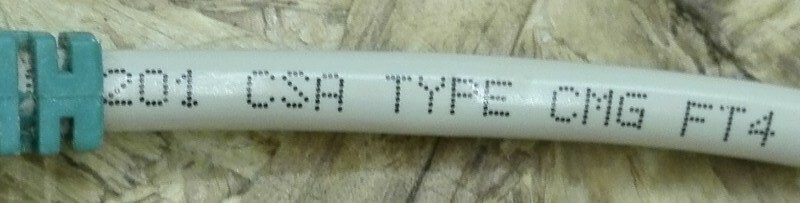 201 CSA TYPE CMG FT4